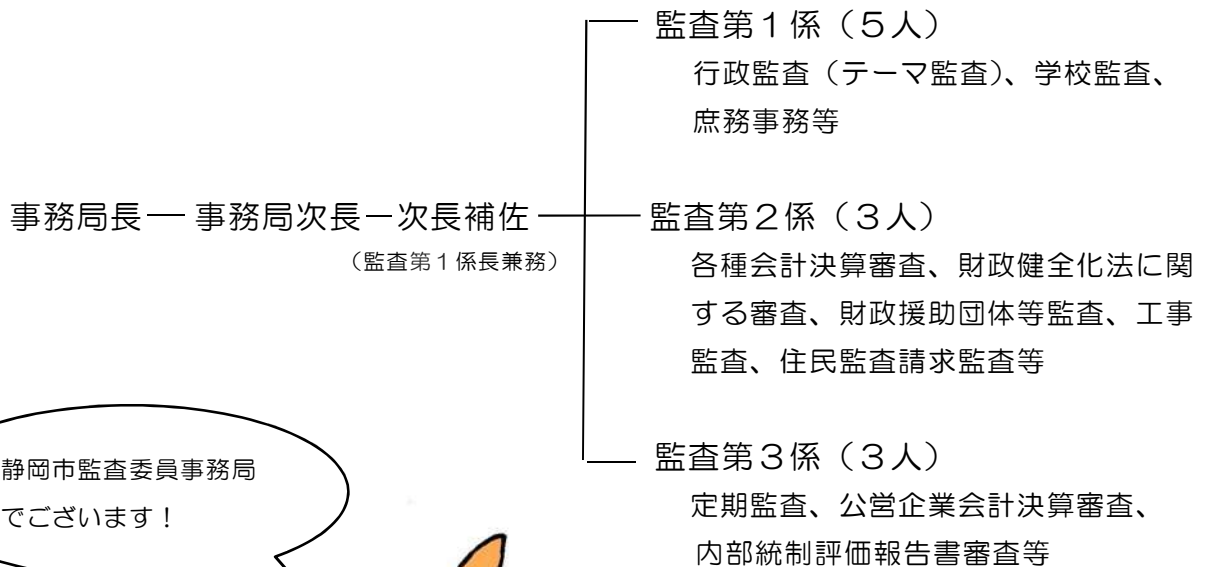 監査第１係（５人）
行政監査（テーマ監査）、学校監査、
庶務事務等
事務局長 ― 事務局次長 ― 次長補佐
（監査第１係長兼務）
監査第２係（３人）
各種会計決算審査、財政健全化法に関
する審査、財政援助団体等監査、工事
監査、住民監査請求監査等
監査第３係（３人）
定期監査、公営企業会計決算審査、
内部統制評価報告書審査等
静岡市監査委員事務局
でございます！